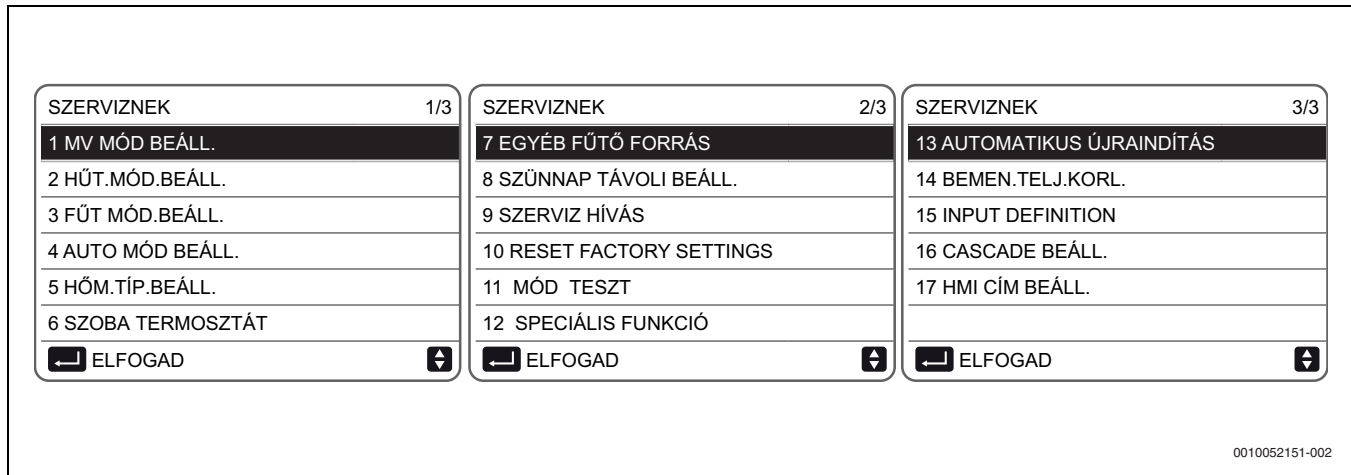 SZERVIZNEK 1/3
1 MV MÓD BEÁLL.
2 HŰT.MÓD.BEÁLL.
3 FŰT MÓD.BEÁLL.
4 AUTO MÓD BEÁLL.
5 HŐM.TÍP.BEÁLL.
6 SZOBA TERMOSZTÁT
ELFOGAD
SZERVIZNEK 2/3
7 EGYÉB FŰTŐ FORRÁS
8 SZÜNNAP TÁVOLI BEÁLL.
9 SZERVIZ HÍVÁS
10 RESET FACTORY SETTINGS
11 MÓD TESZT
12 SPECIÁLIS FUNKCIÓ
ELFOGAD
SZERVIZNEK 3/3
13 AUTOMATIKUS ÚJRAINDÍTÁS
14 BEMEN.TELJ.KORL.
15 INPUT DEFINITION
16 CASCADE BEÁLL.
17 HMI CÍM BEÁLL.
ELFOGAD
0010052151-002